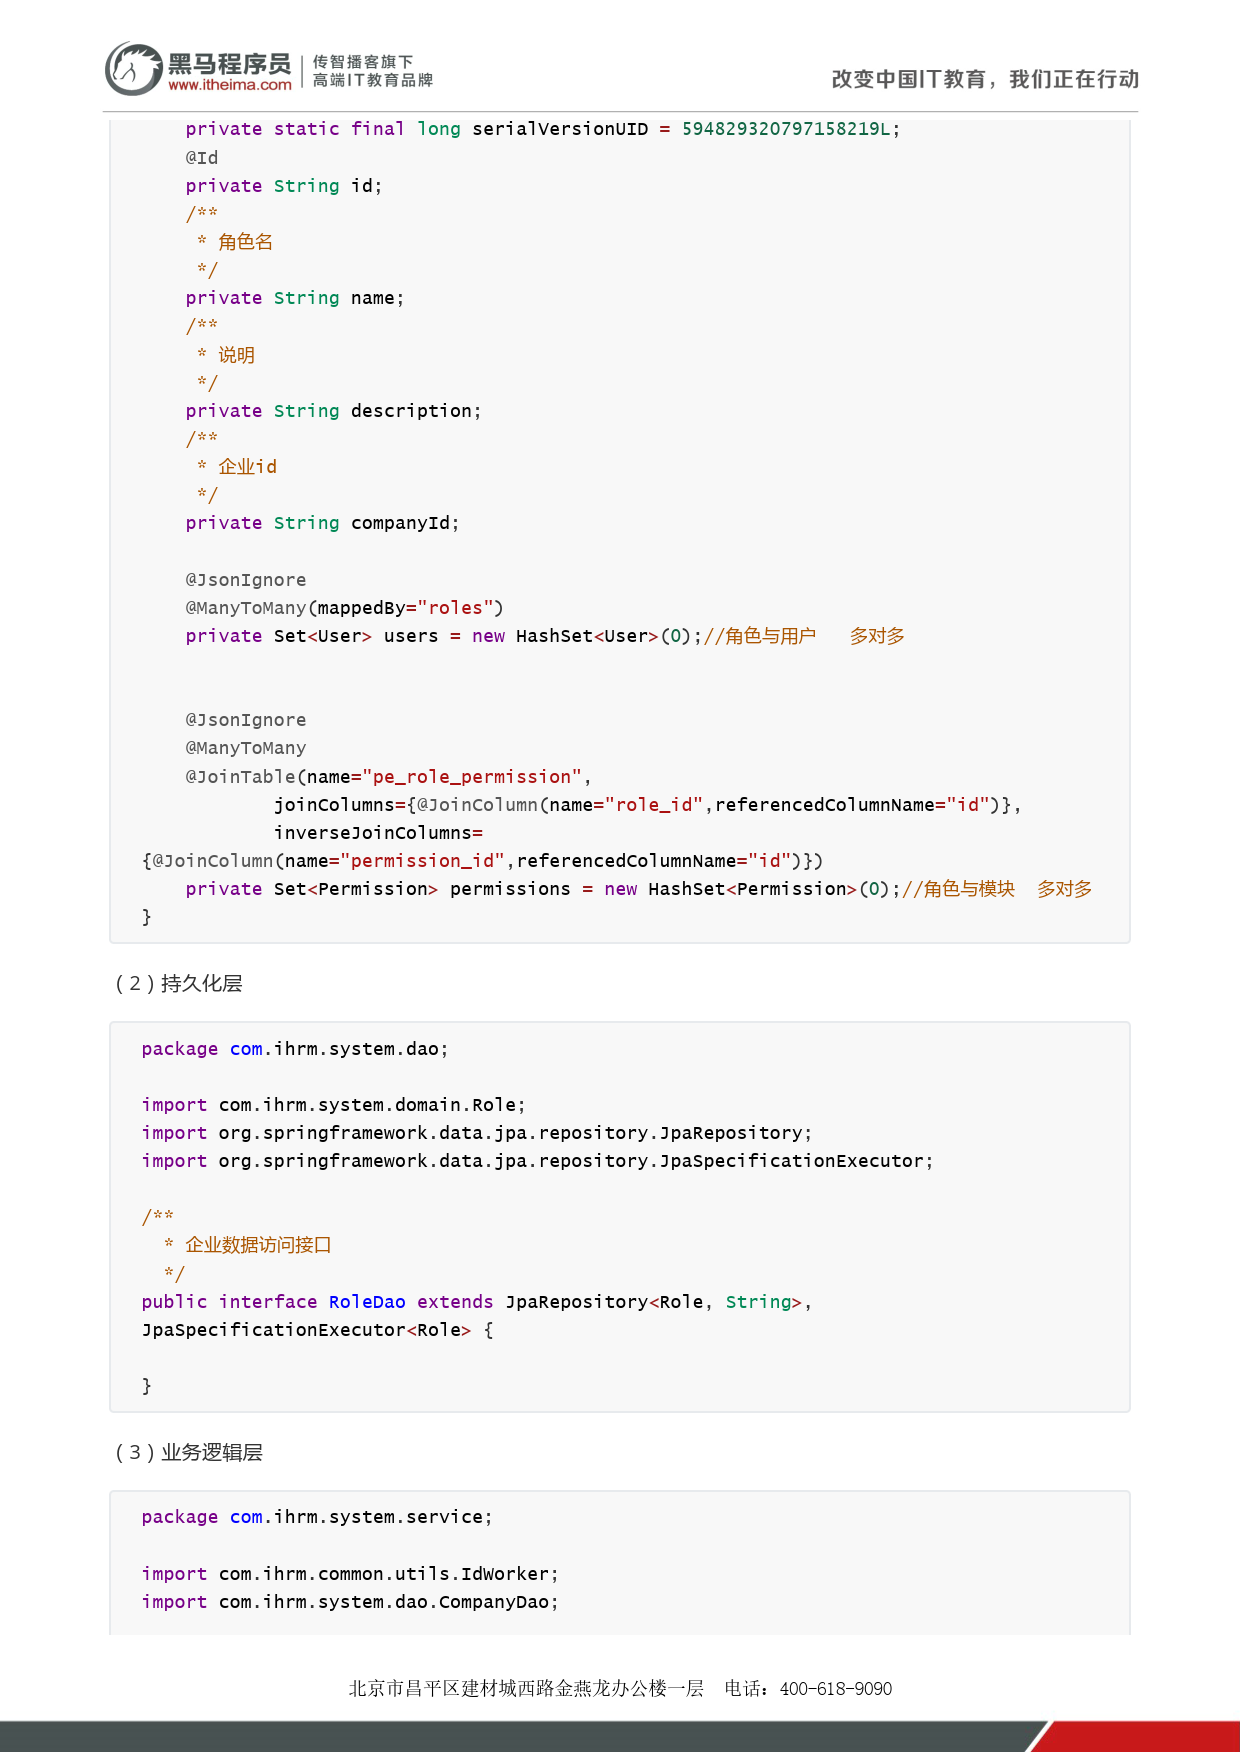 黑马程序员
www.itheima.com
传智播客旗下
高端IT教育品牌
改变中国IT教育，我们正在行动
    private static final long serialVersionUID = 594829320797158219L;
    @Id
    private String id;
    /**
     * 角色名
     */
    private String name;
    /**
     * 说明
     */
    private String description;
    /**
     * 企业id
     */
    private String companyId;

    @JsonIgnore
    @ManyToMany(mappedBy="roles")
    private Set<User> users = new HashSet<User>(0);//角色与用户   多对多


    @JsonIgnore
    @ManyToMany
    @JoinTable(name="pe_role_permission",
            joinColumns={@JoinColumn(name="role_id",referencedColumnName="id")},
            inverseJoinColumns=
{@JoinColumn(name="permission_id",referencedColumnName="id")})
    private Set<Permission> permissions = new HashSet<Permission>(0);//角色与模块  多对多
}
（2）持久化层
package com.ihrm.system.dao;

import com.ihrm.system.domain.Role;
import org.springframework.data.jpa.repository.JpaRepository;
import org.springframework.data.jpa.repository.JpaSpecificationExecutor;

/**
  * 企业数据访问接口
  */
public interface RoleDao extends JpaRepository<Role, String>,
JpaSpecificationExecutor<Role> {

}
（3）业务逻辑层
package com.ihrm.system.service;

import com.ihrm.common.utils.IdWorker;
import com.ihrm.system.dao.CompanyDao;
北京市昌平区建材城西路金燕龙办公楼一层  电话：400-618-9090